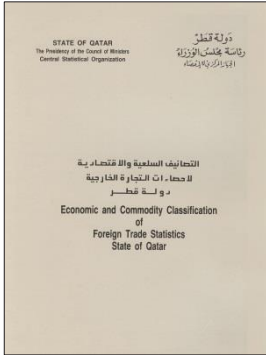 STATE OF QATAR
The Presidency of the Council of Ministers
Central Statistical Organization
دولة قطر
رئاسة مجلس الوزراء
الجهاز المركزي للإحصاء
التصانيف السلعية والاقتصادية
لاحصاءات التجارة الخارجية
دولة قطر
Economic and Commodity Classification
of
Foreign Trade Statistics
State of Qatar